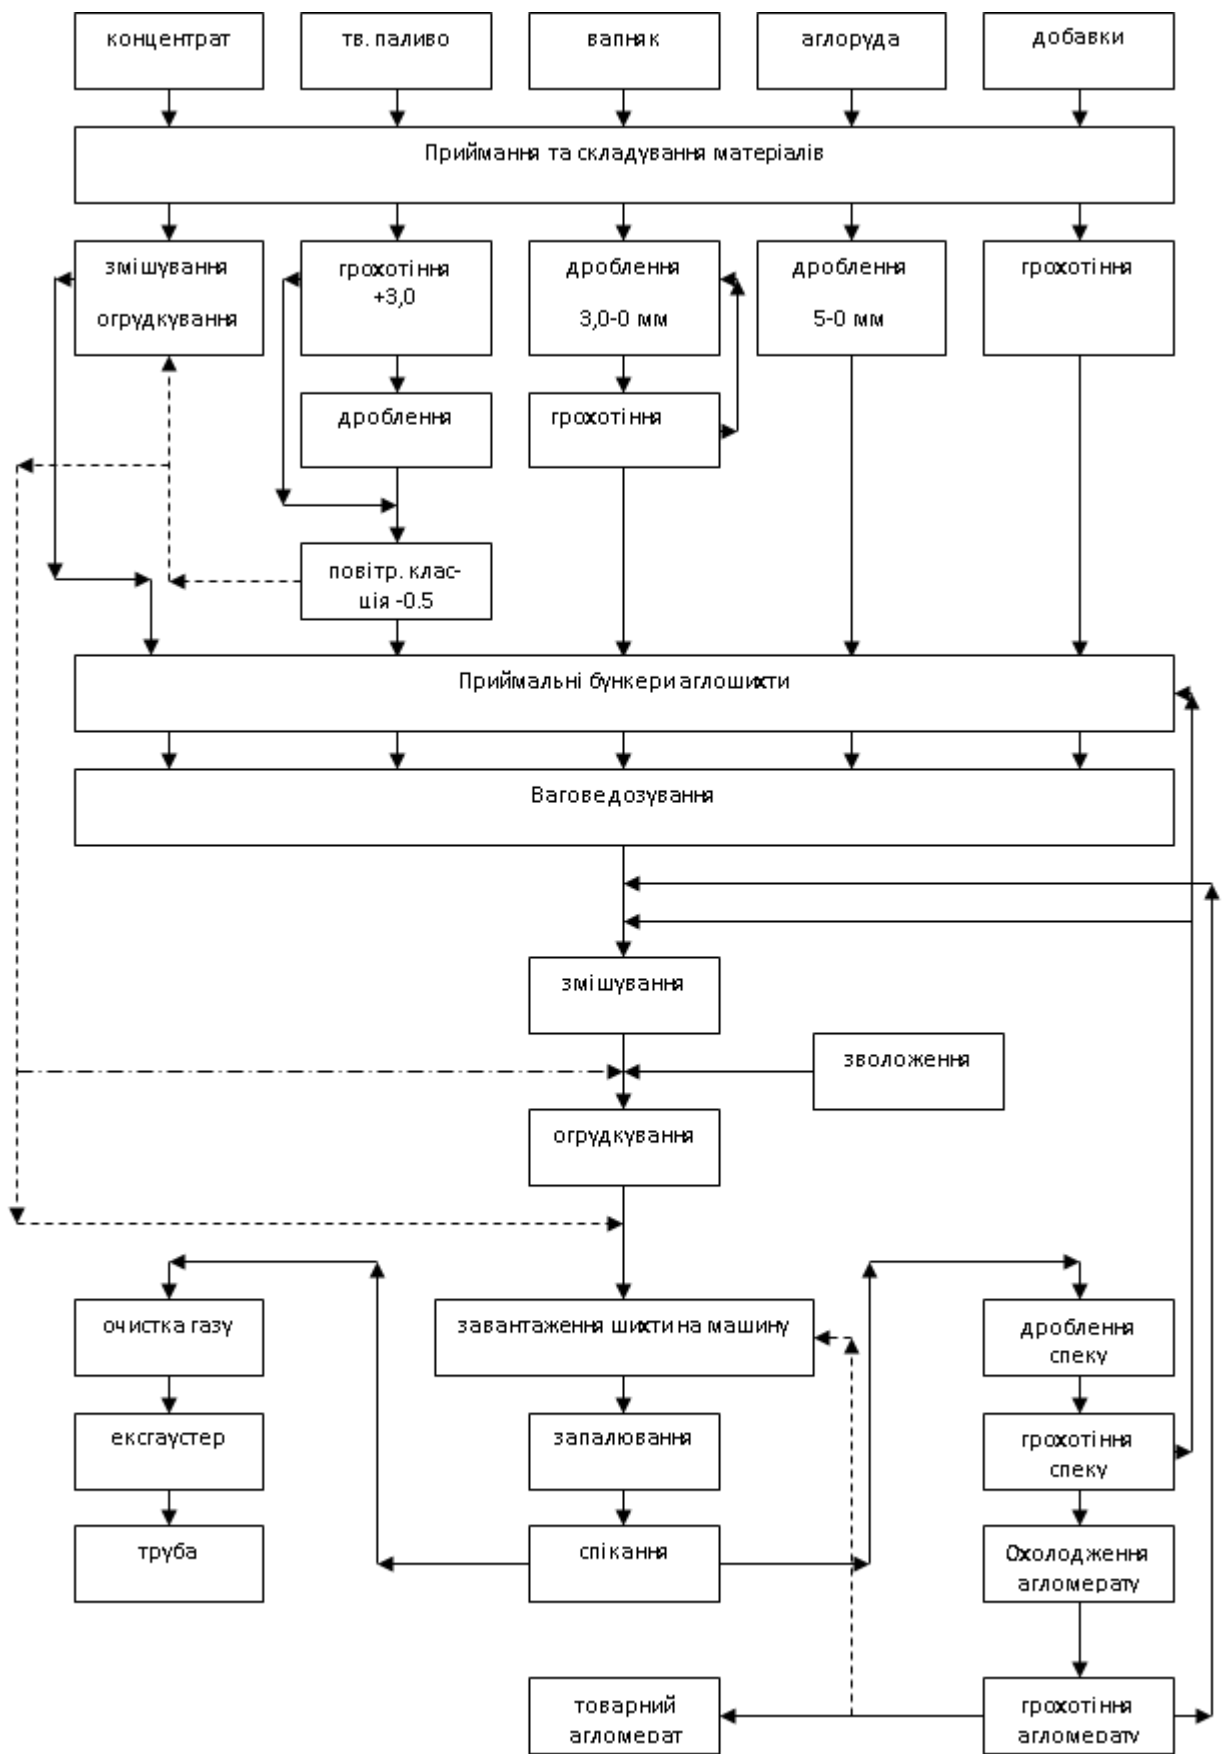 концентрат
тв. паливо
вапняк
аглоруда
добавки
Приймання та складування матеріалів
змішування
огрудкування
грохотіння
+3,0
дроблення
3,0-0 мм
дроблення
5-0 мм
грохотіння
дроблення
грохотіння
повітр. клас-
ція -0.5
Приймальні бункери аглошихти
Вагове дозування
змішування
зволоження
огрудкування
очистка газу
завантаження шихти на машину
дроблення
спеку
ексгаустер
запалювання
грохотіння
спеку
труба
спікання
Охолодження
агломерату
товарний
агломерат
грохотіння
агломерату